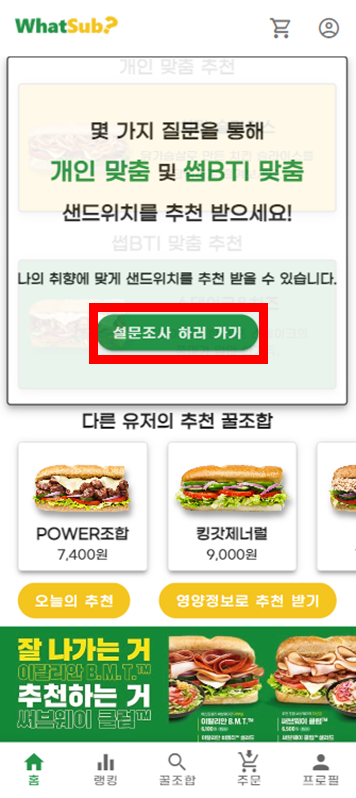 WhatSub?
개인 맞춤 추천
몇 가지 질문을 통해
개인 맞춤 및 썹BTI 맞춤
샌드위치를 추천 받으세요!
썹BTI 맞춤 추천
나의 취향에 맞게 샌드위치를 추천 받을 수 있습니다.
설문조사 하러 가기
다른 유저의 추천 꿀조합
POWER조합
7,400원
킹갓제너럴
9,000원
오늘의 추천
영양정보로 추천 받기
잘 나가는 거
이탈리안 B.M.T.™
추천하는 거
써브웨이 클럽™
이탈리안 B.M.T.™
써브웨이 클럽™
홈
랭킹
꿀조합
주문
프로필